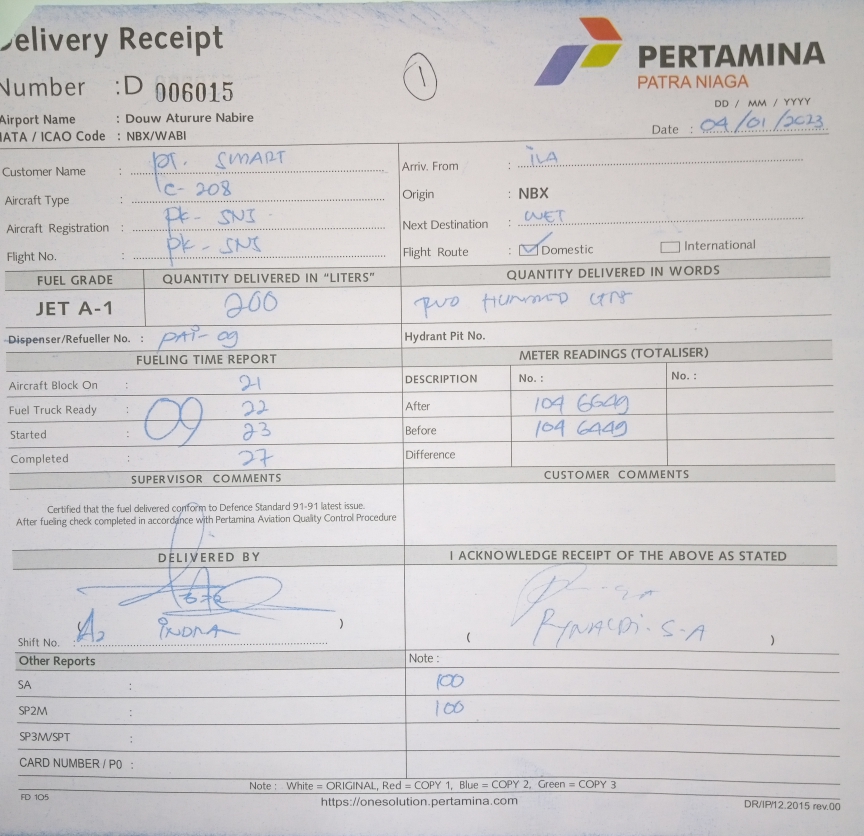 Delivery Receipt
Number :D 006015
1
PERTAMINA
PATRA NIAGA
Airport Name : Douw Aturure Nabire
IATA / ICAO Code : NBX/WABI
DD / MM / YYYY
Date : 04/01/2023
Customer Name : PT. SMART
Aircraft Type : C-208
Aircraft Registration : PK-SNJ
Flight No. : PK-SNJ
Arriv. From : iLA
Origin : NBX
Next Destination : WET
Flight Route : Domestic International
FUEL GRADE QUANTITY DELIVERED IN "LITERS" QUANTITY DELIVERED IN WORDS
JET A-1 200 TWO HUNDRED LTRS
Dispenser/Refueller No. : PAI-09 Hydrant Pit No.
FUELING TIME REPORT
Aircraft Block On : 21
Fuel Truck Ready : 22
09
Started : 23
Completed : 27
METER READINGS (TOTALISER)
DESCRIPTION No. : No. :
After 104 6649
Before 104 6449
Difference
SUPERVISOR COMMENTS
Certified that the fuel delivered conform to Defence Standard 91-91 latest issue.
After fueling check completed in accordance with Pertamina Aviation Quality Control Procedure
CUSTOMER COMMENTS
DELIVERED BY
Shift No. A2 INDRA )
I ACKNOWLEDGE RECEIPT OF THE ABOVE AS STATED
( RYNALDI-S-A )
Other Reports Note :
SA : 100
SP2M : 100
SP3M/SPT :
CARD NUMBER / PO :
Note : White = ORIGINAL, Red = COPY 1, Blue = COPY 2, Green = COPY 3
FD 105 https://onesolution.pertamina.com DR/IP/12.2015 rev.00